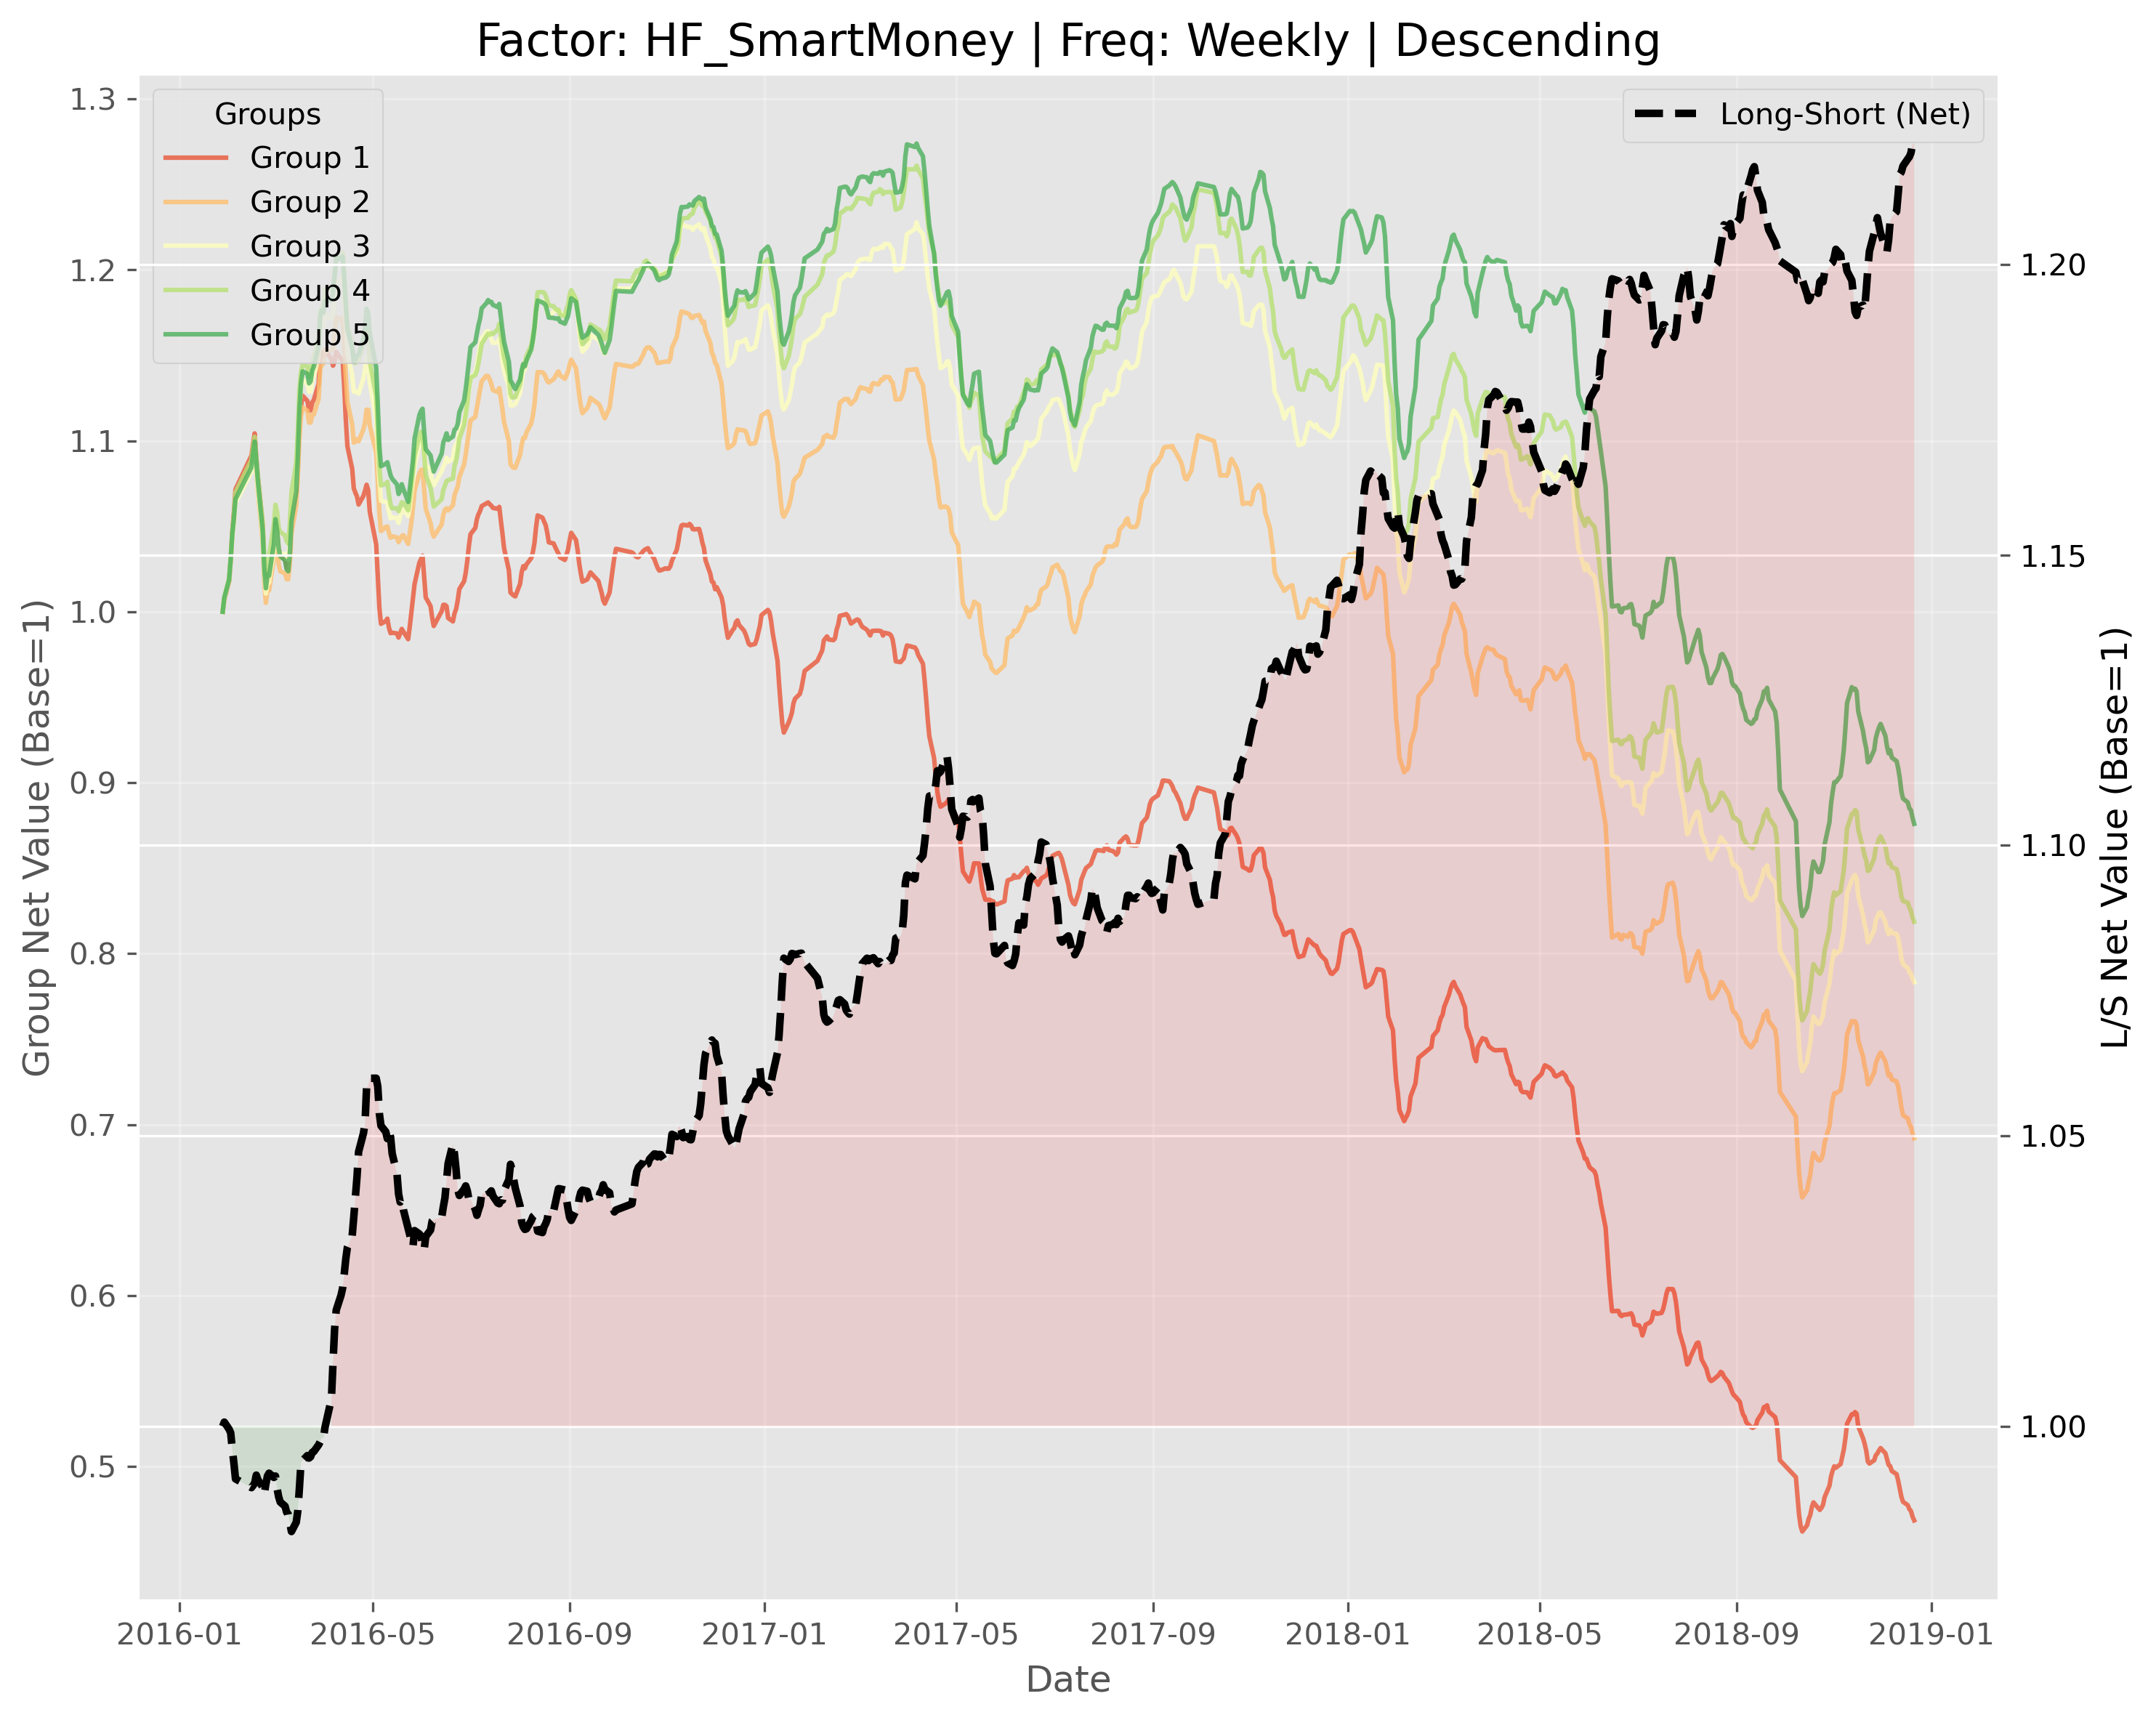 Factor: HF_SmartMoney | Freq: Weekly | Descending
Groups
Group 1
Group 2
Group 3
Group 4
Group 5
Long-Short (Net)
Group Net Value (Base=1)
1.3
1.2
1.1
1.0
0.9
0.8
0.7
0.6
0.5
L/S Net Value (Base=1)
1.20
1.15
1.10
1.05
1.00
2016-01
2016-05
2016-09
2017-01
2017-05
2017-09
2018-01
2018-05
2018-09
2019-01
Date